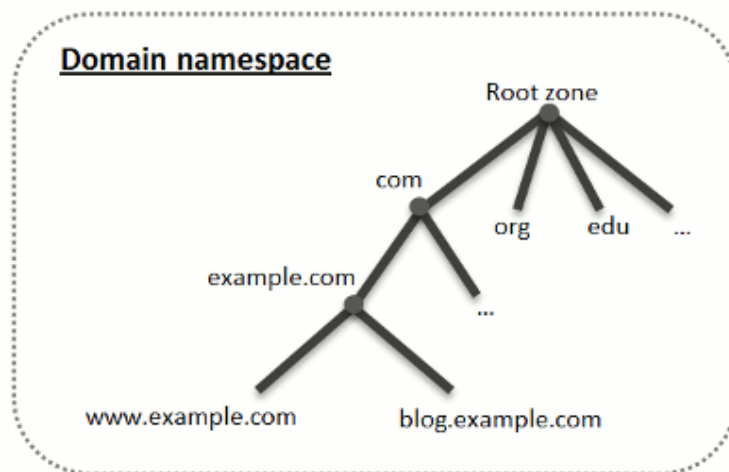 Domain namespace
Root zone
com
org
edu
...
example.com
...
www.example.com
blog.example.com